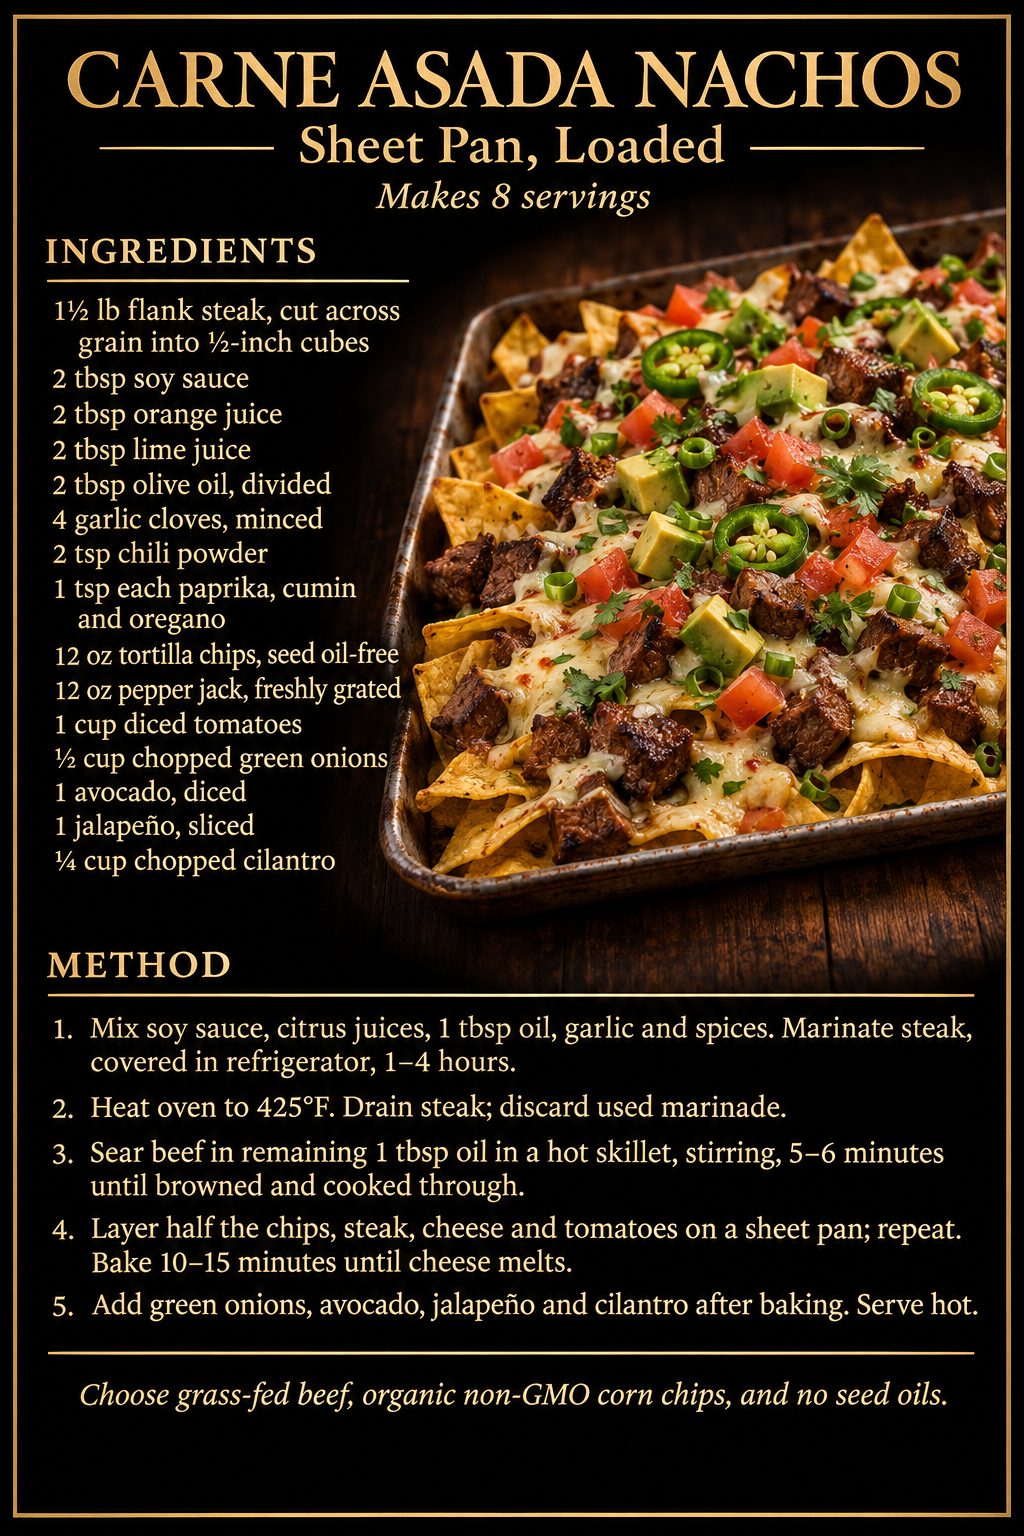 CARNE ASADA NACHOS
Sheet Pan, Loaded
Makes 8 servings
INGREDIENTS
1½ lb flank steak, cut across
grain into ½-inch cubes
2 tbsp soy sauce
2 tbsp orange juice
2 tbsp lime juice
2 tbsp olive oil, divided
4 garlic cloves, minced
2 tsp chili powder
1 tsp each paprika, cumin
and oregano
12 oz tortilla chips, seed oil-free
12 oz pepper jack, freshly grated
1 cup diced tomatoes
½ cup chopped green onions
1 avocado, diced
1 jalapeño, sliced
¼ cup chopped cilantro
METHOD
1. Mix soy sauce, citrus juices, 1 tbsp oil, garlic and spices. Marinate steak,
covered in refrigerator, 1–4 hours.
2. Heat oven to 425°F. Drain steak; discard used marinade.
3. Sear beef in remaining 1 tbsp oil in a hot skillet, stirring, 5–6 minutes
until browned and cooked through.
4. Layer half the chips, steak, cheese and tomatoes on a sheet pan; repeat.
Bake 10–15 minutes until cheese melts.
5. Add green onions, avocado, jalapeño and cilantro after baking. Serve hot.
Choose grass-fed beef, organic non-GMO corn chips, and no seed oils.